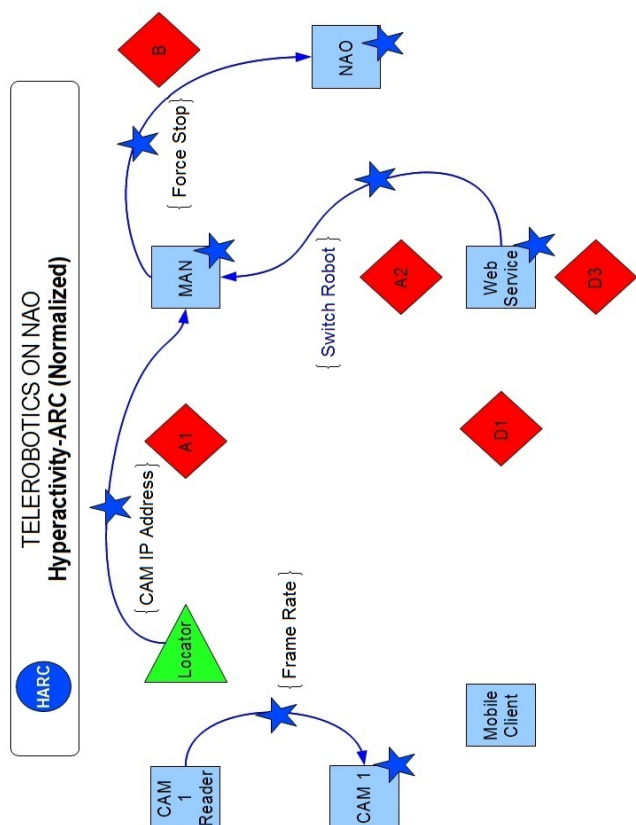 HARC
TELEROBOTICS ON NAO
Hyperactivity-ARC (Normalized)
CAM
1
Reader
Locator
{CAM IP Address}
A1
MAN
{Force Stop}
B
{Frame Rate}
CAM 1
{Switch Robot}
A2
NAO
Mobile
Client
D1
Web
Service
D3